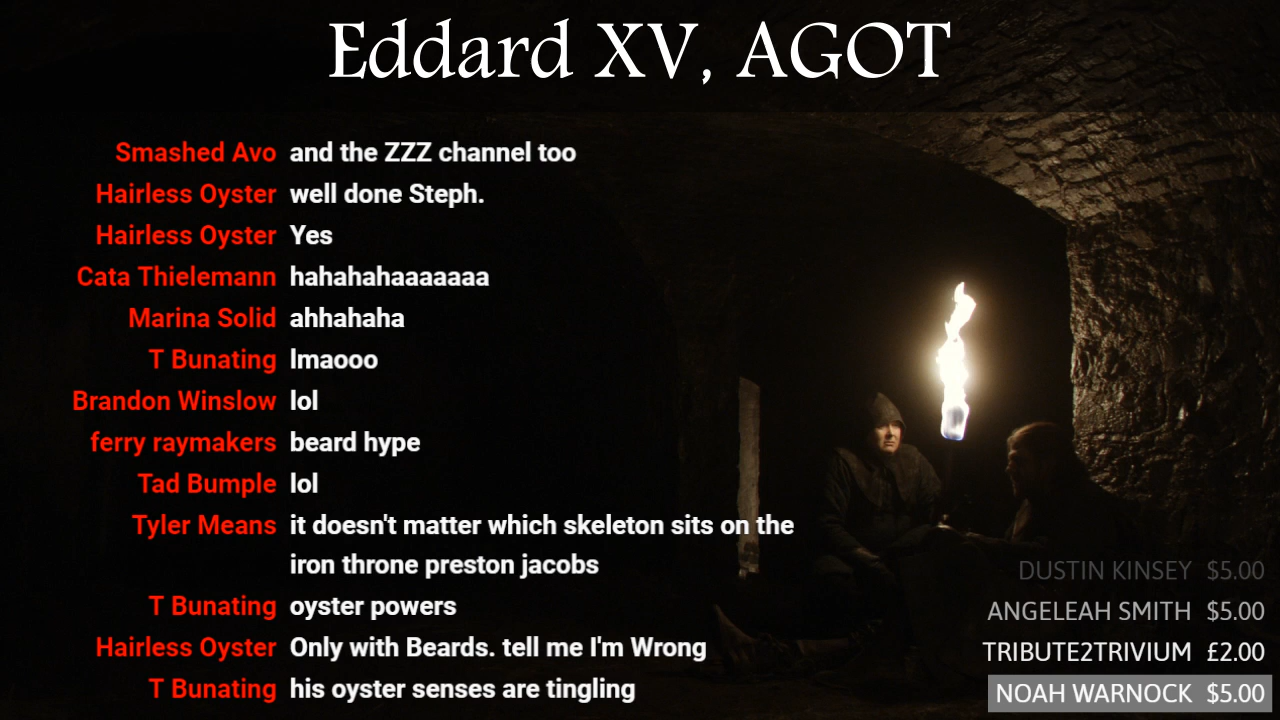 Eddard XV, AGOT
Smashed Avo and the ZZZ channel too
Hairless Oyster well done Steph.
Hairless Oyster Yes
Cata Thielemann hahahahaaaaaaa
Marina Solid ahhahaha
T Bunating lmaooo
Brandon Winslow lol
ferry raymakers beard hype
Tad Bumple lol
Tyler Means it doesn't matter which skeleton sits on the
iron throne preston jacobs
T Bunating oyster powers
Hairless Oyster Only with Beards. tell me I'm Wrong
T Bunating his oyster senses are tingling
DUSTIN KINSEY $5.00
ANGELEAH SMITH $5.00
TRIBUTE2TRIVIUM £2.00
NOAH WARNOCK $5.00